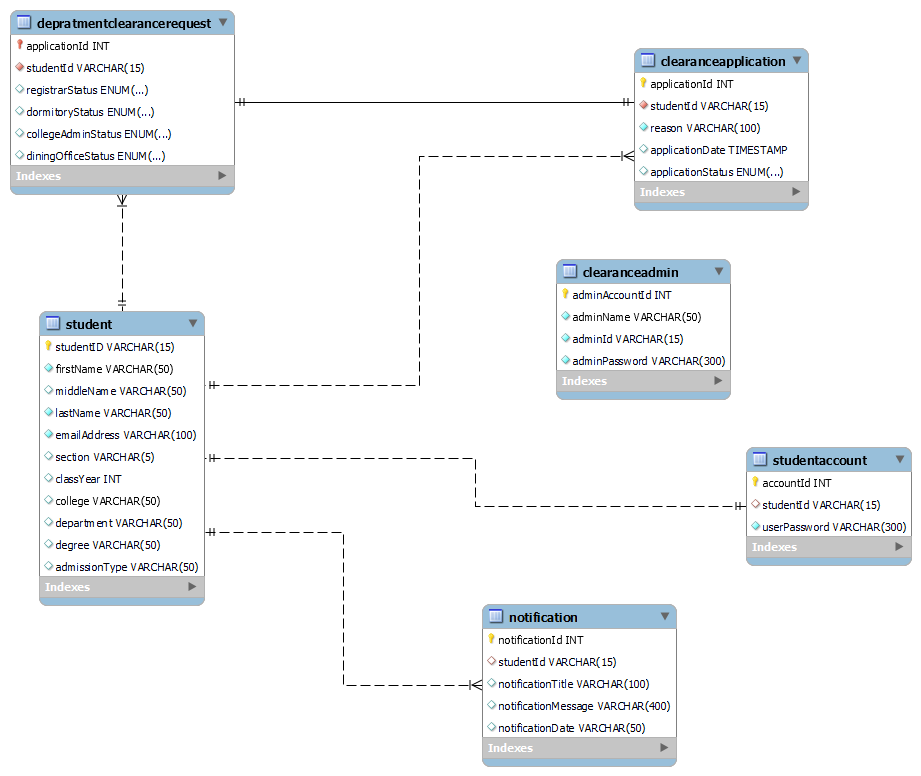 depratmentclearancerequest
applicationId INT
studentId VARCHAR(15)
registrarStatus ENUM(...)
dormitoryStatus ENUM(...)
collegeAdminStatus ENUM(...)
diningOfficeStatus ENUM(...)
Indexes
clearanceapplication
applicationId INT
studentId VARCHAR(15)
reason VARCHAR(100)
applicationDate TIMESTAMP
applicationStatus ENUM(...)
Indexes
clearanceadmin
adminAccountId INT
adminName VARCHAR(50)
adminId VARCHAR(15)
adminPassword VARCHAR(300)
Indexes
student
studentID VARCHAR(15)
firstName VARCHAR(50)
middleName VARCHAR(50)
lastName VARCHAR(50)
emailAddress VARCHAR(100)
section VARCHAR(5)
classYear INT
college VARCHAR(50)
department VARCHAR(50)
degree VARCHAR(50)
admissionType VARCHAR(50)
Indexes
studentaccount
accountId INT
studentId VARCHAR(15)
userPassword VARCHAR(300)
Indexes
notification
notificationId INT
studentId VARCHAR(15)
notificationTitle VARCHAR(100)
notificationMessage VARCHAR(400)
notificationDate VARCHAR(50)
Indexes